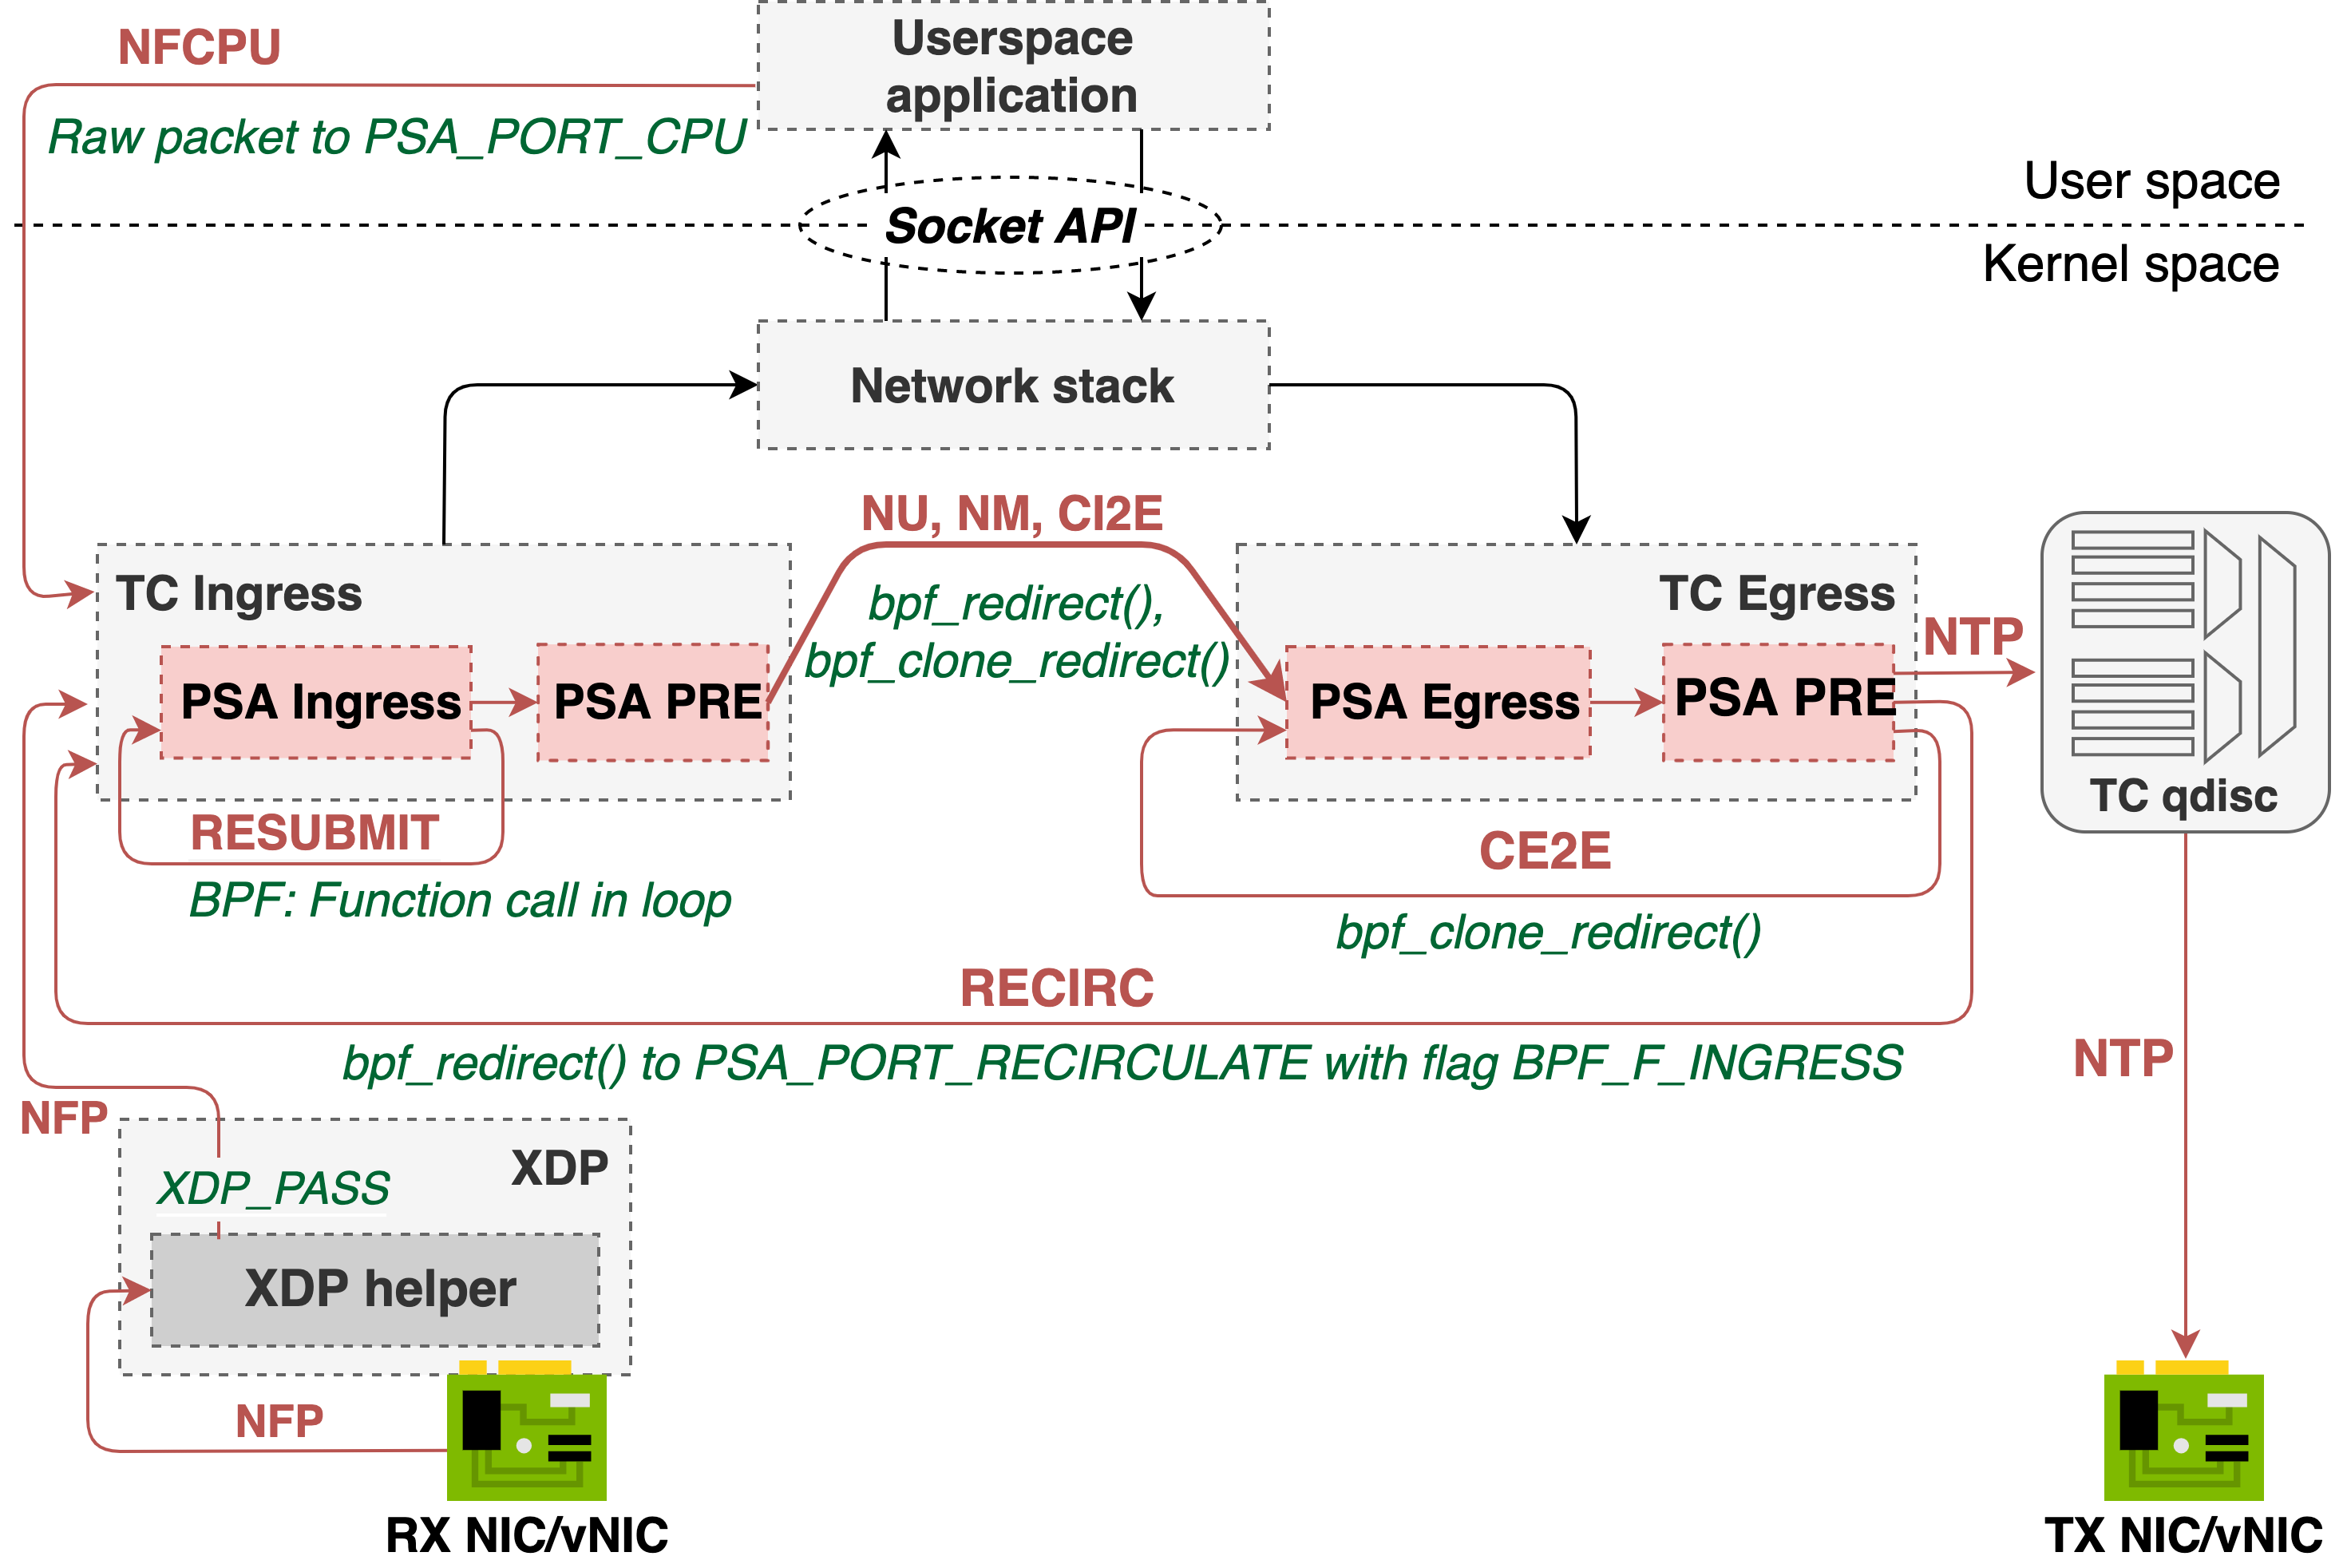 NFCPU
Userspace
application
Raw packet to PSA_PORT_CPU
User space
Socket API
Kernel space
Network stack
NU, NM, CI2E
TC Ingress
bpf_redirect(),
bpf_clone_redirect()
TC Egress
NTP
PSA Ingress
PSA PRE
PSA Egress
PSA PRE
TC qdisc
RESUBMIT
CE2E
BPF: Function call in loop
bpf_clone_redirect()
RECIRC
bpf_redirect() to PSA_PORT_RECIRCULATE with flag BPF_F_INGRESS
NTP
NFP
XDP
XDP_PASS
XDP helper
NFP
RX NIC/vNIC
TX NIC/vNIC